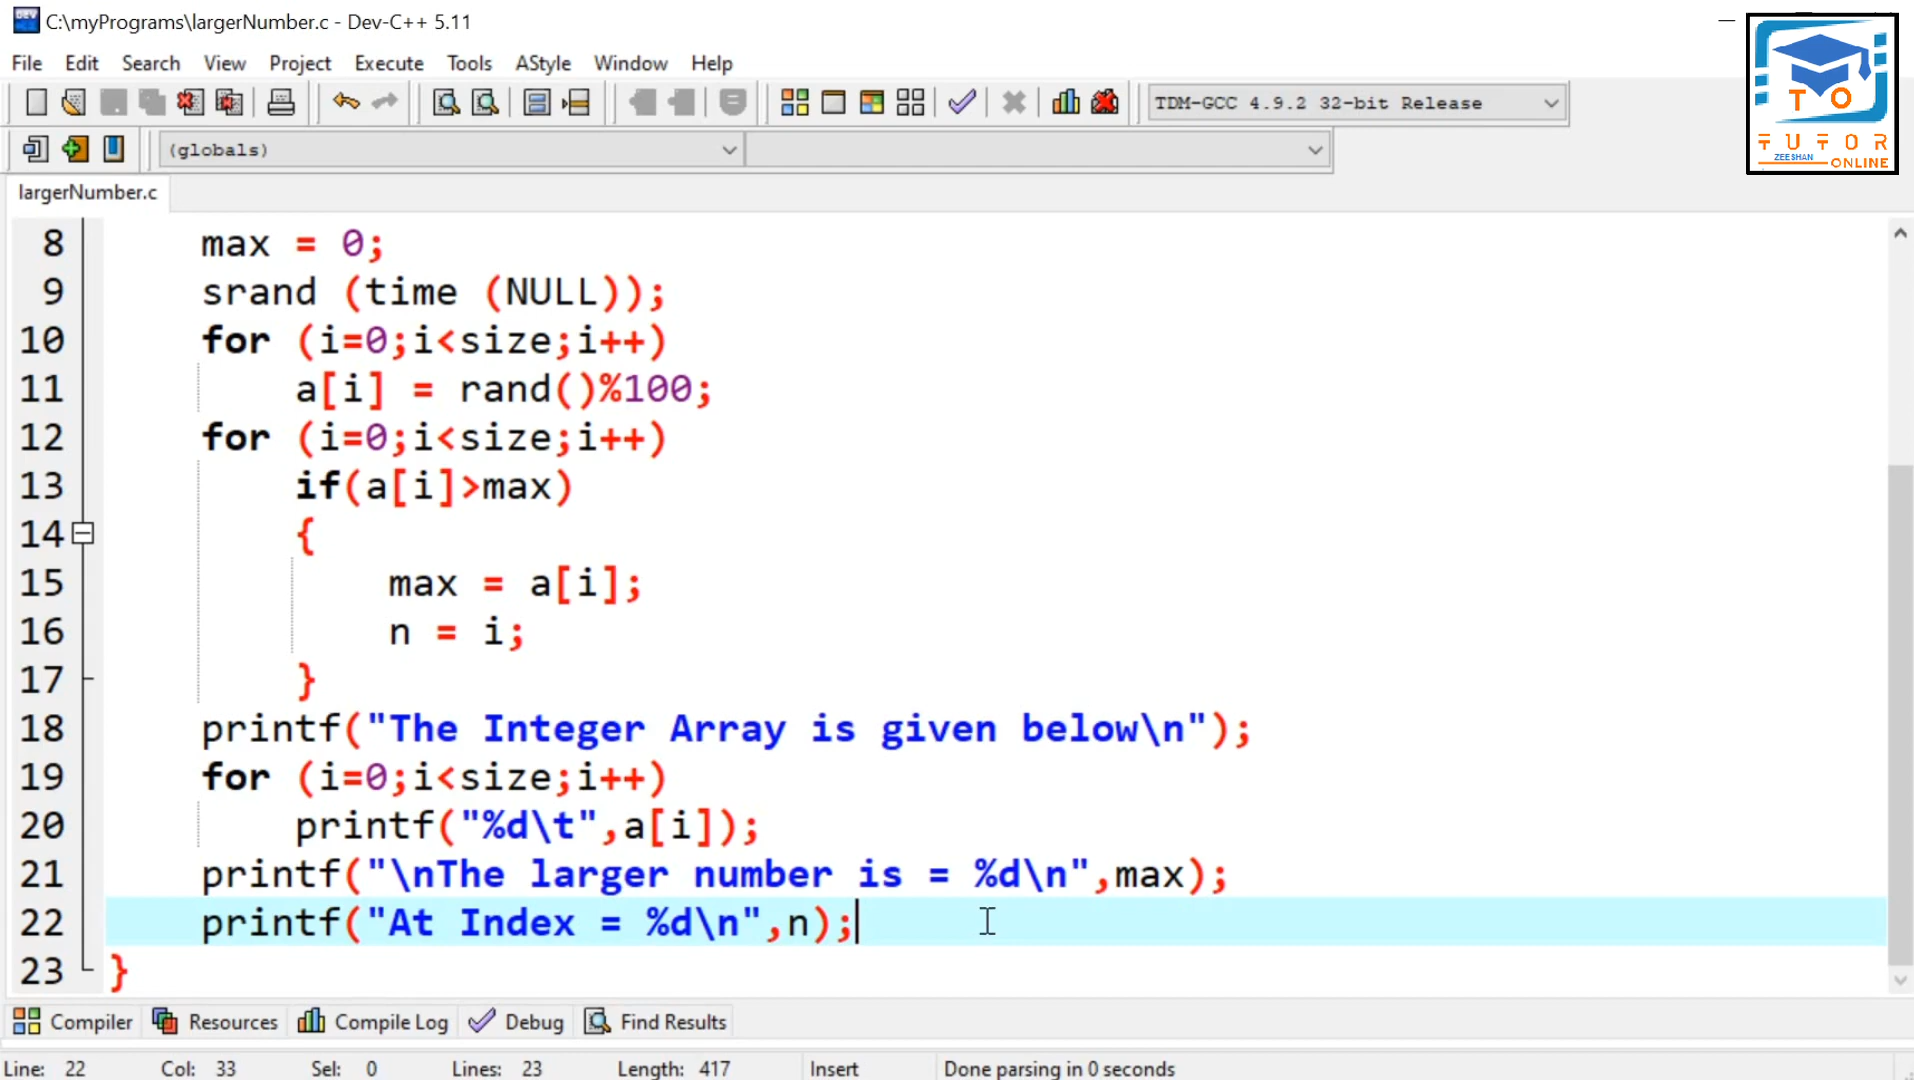 C:\myPrograms\largerNumber.c - Dev-C++ 5.11
File Edit Search View Project Execute Tools AStyle Window Help
TDM-GCC 4.9.2 32-bit Release
(globals)
TO
TUTOR
ZEESHAN ONLINE
largerNumber.c
8 max = 0;
9 srand (time (NULL));
10 for (i=0;i<size;i++)
11 a[i] = rand()%100;
12 for (i=0;i<size;i++)
13 if(a[i]>max)
14 {
15 max = a[i];
16 n = i;
17 }
18 printf("The Integer Array is given below\n");
19 for (i=0;i<size;i++)
20 printf("%d\t",a[i]);
21 printf("\nThe larger number is = %d\n",max);
22 printf("At Index = %d\n",n);
23 }
Compiler Resources Compile Log Debug Find Results
Line: 22 Col: 33 Sel: 0 Lines: 23 Length: 417 Insert Done parsing in 0 seconds